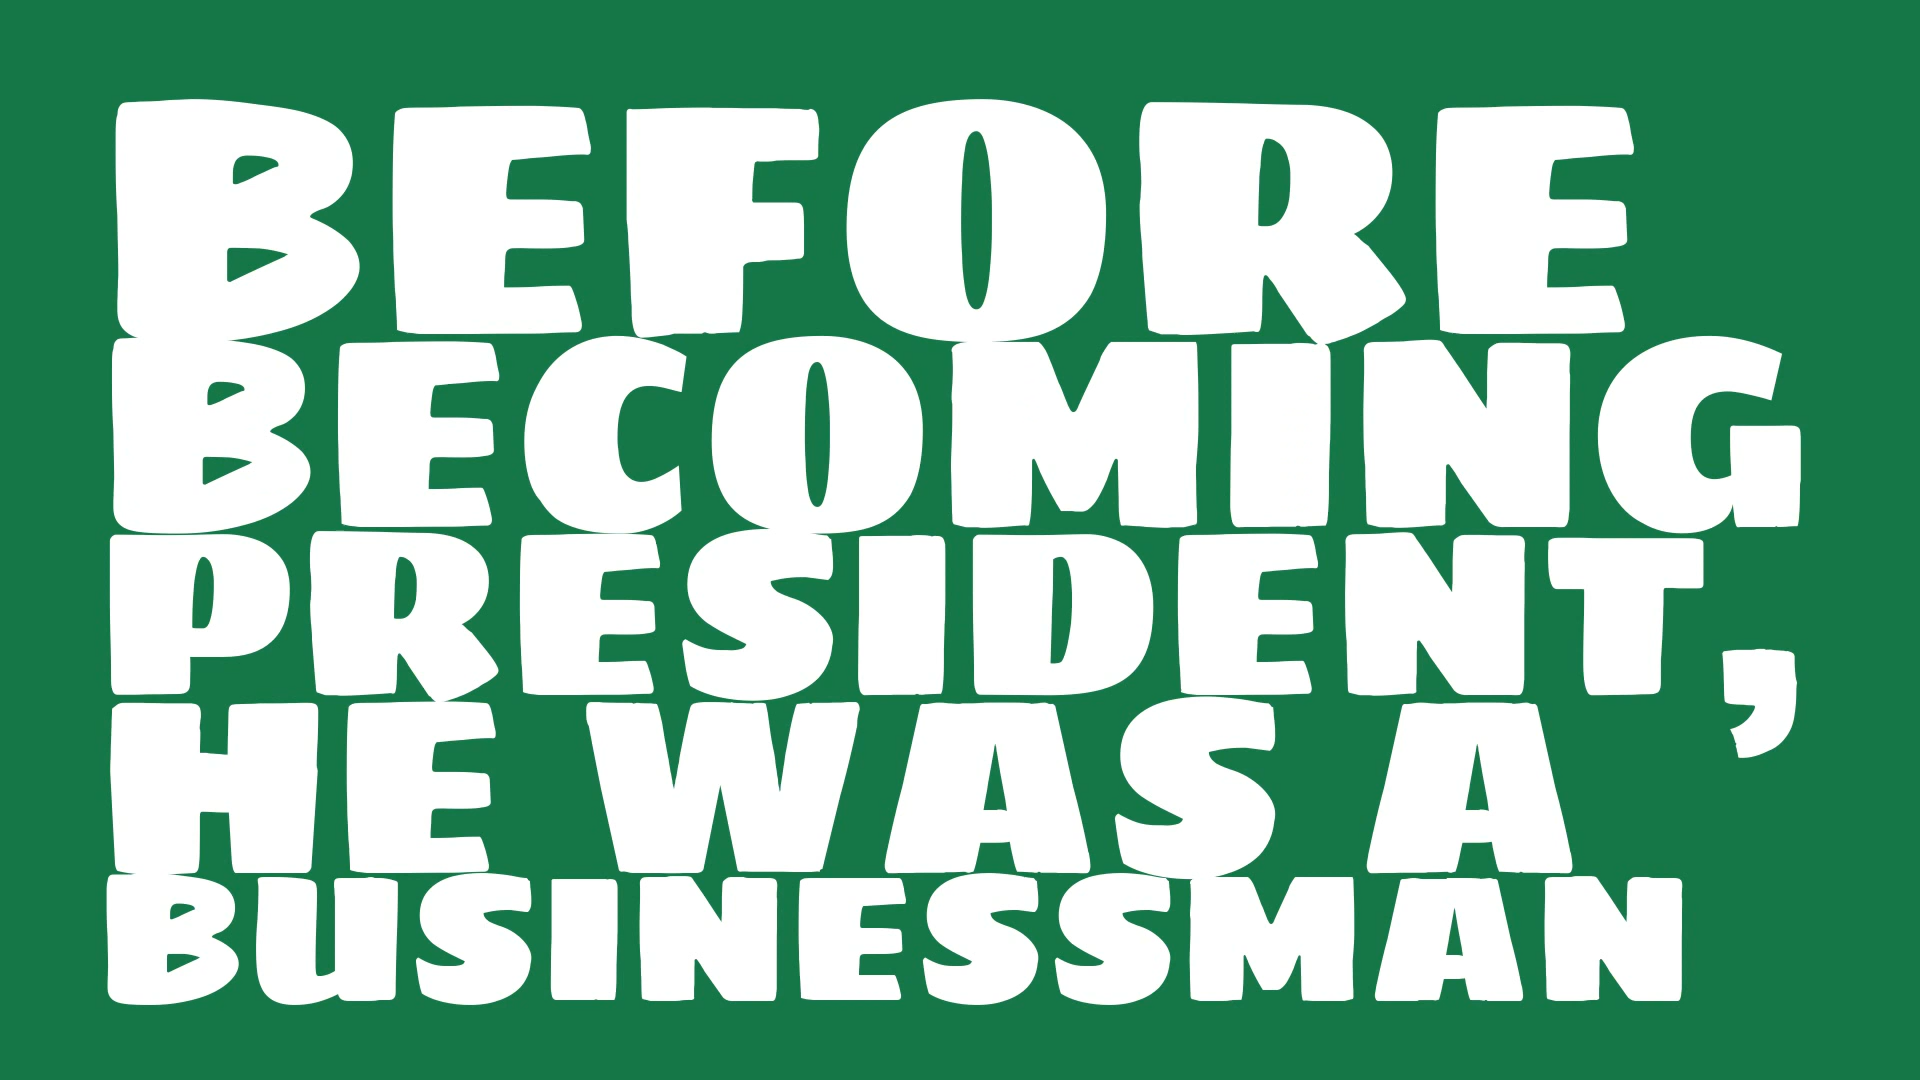 BEFORE
BECOMING
PRESIDENT,
HE WAS A
BUSINESSMAN